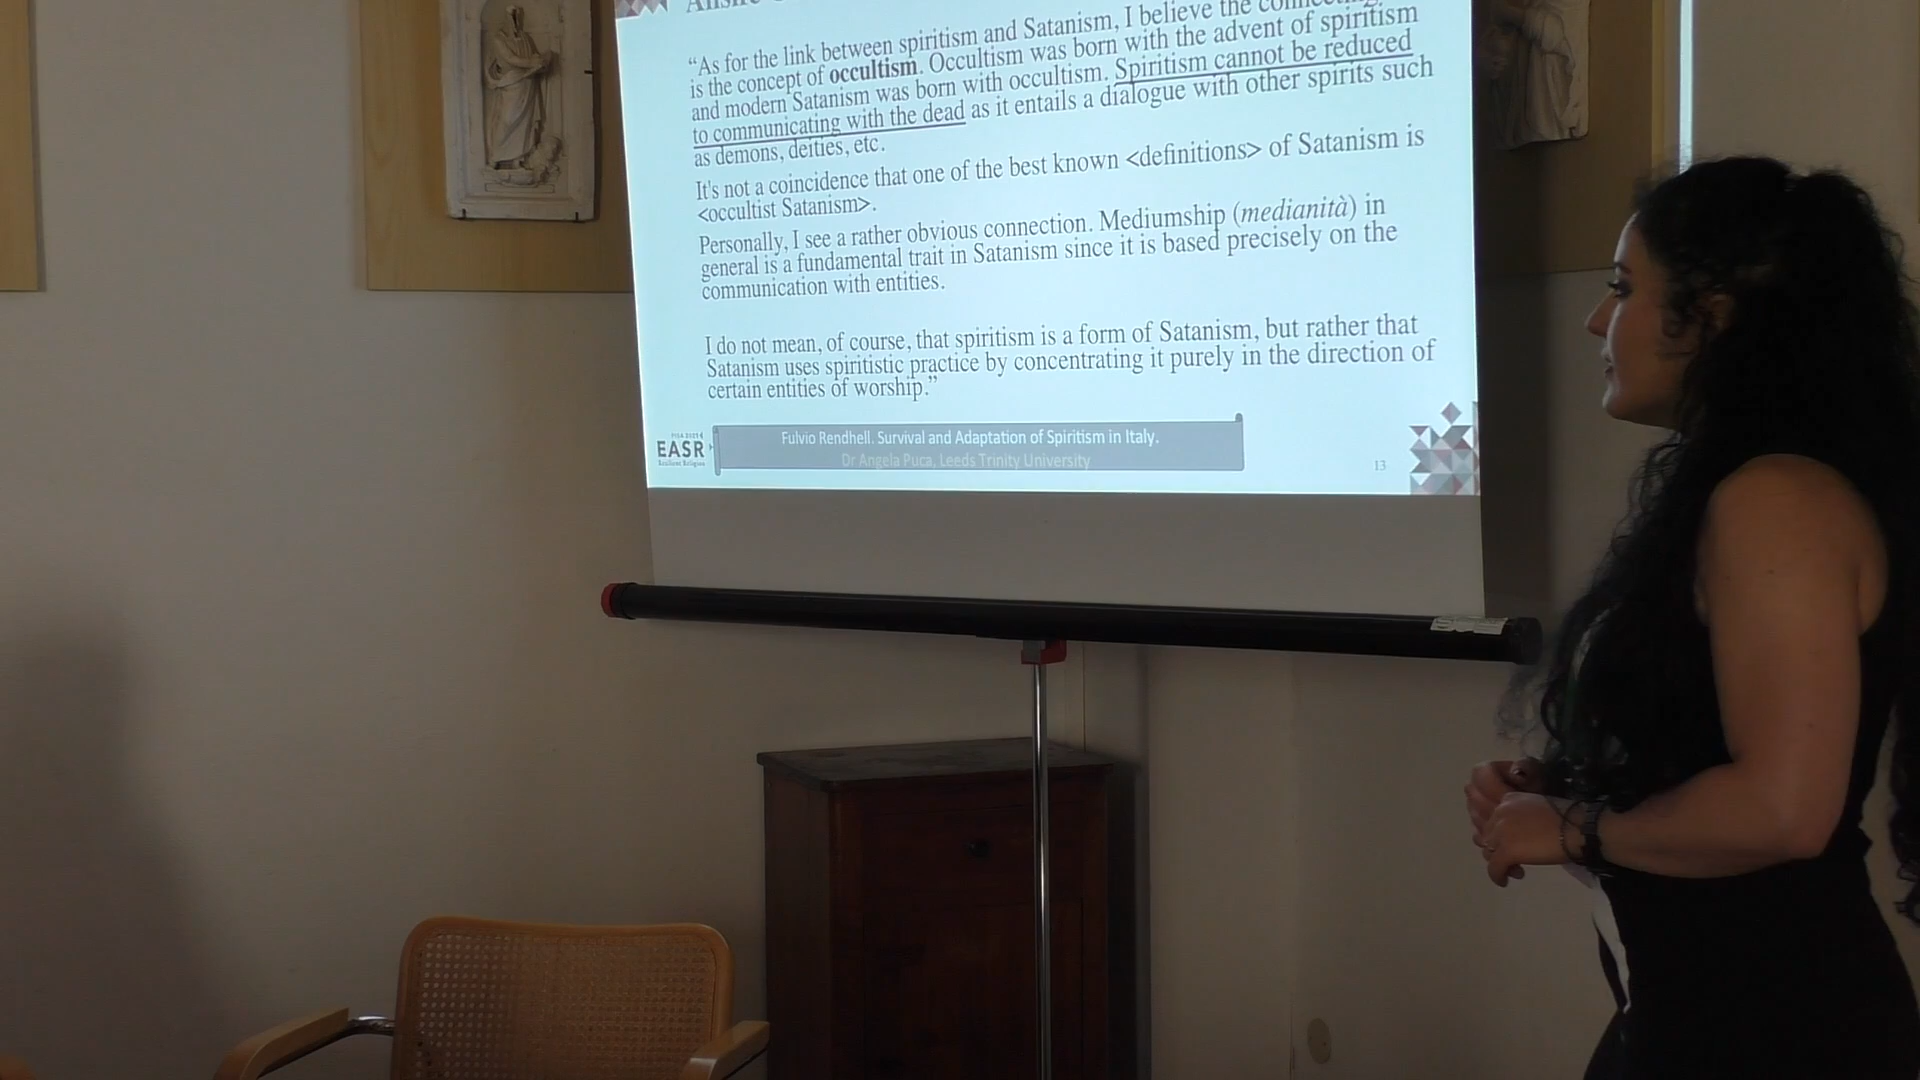 “As for the link between spiritism and Satanism, I believe the
is the concept of occultism. Occultism was born with the advent of spiritism
and modern Satanism was born with occultism. Spiritism cannot be reduced
to communicating with the dead as it entails a dialogue with other spirits such
as demons, deities, etc.
It's not a coincidence that one of the best known <definitions> of Satanism is
<occultist Satanism>.
Personally, I see a rather obvious connection. Mediumship (medianità) in
general is a fundamental trait in Satanism since it is based precisely on the
communication with entities.
I do not mean, of course, that spiritism is a form of Satanism, but rather that
Satanism uses spiritistic practice by concentrating it purely in the direction of
certain entities of worship.”
EASR
Fulvio Rendhell. Survival and Adaptation of Spiritism in Italy.
Dr Angela Puca, Leeds Trinity University
13